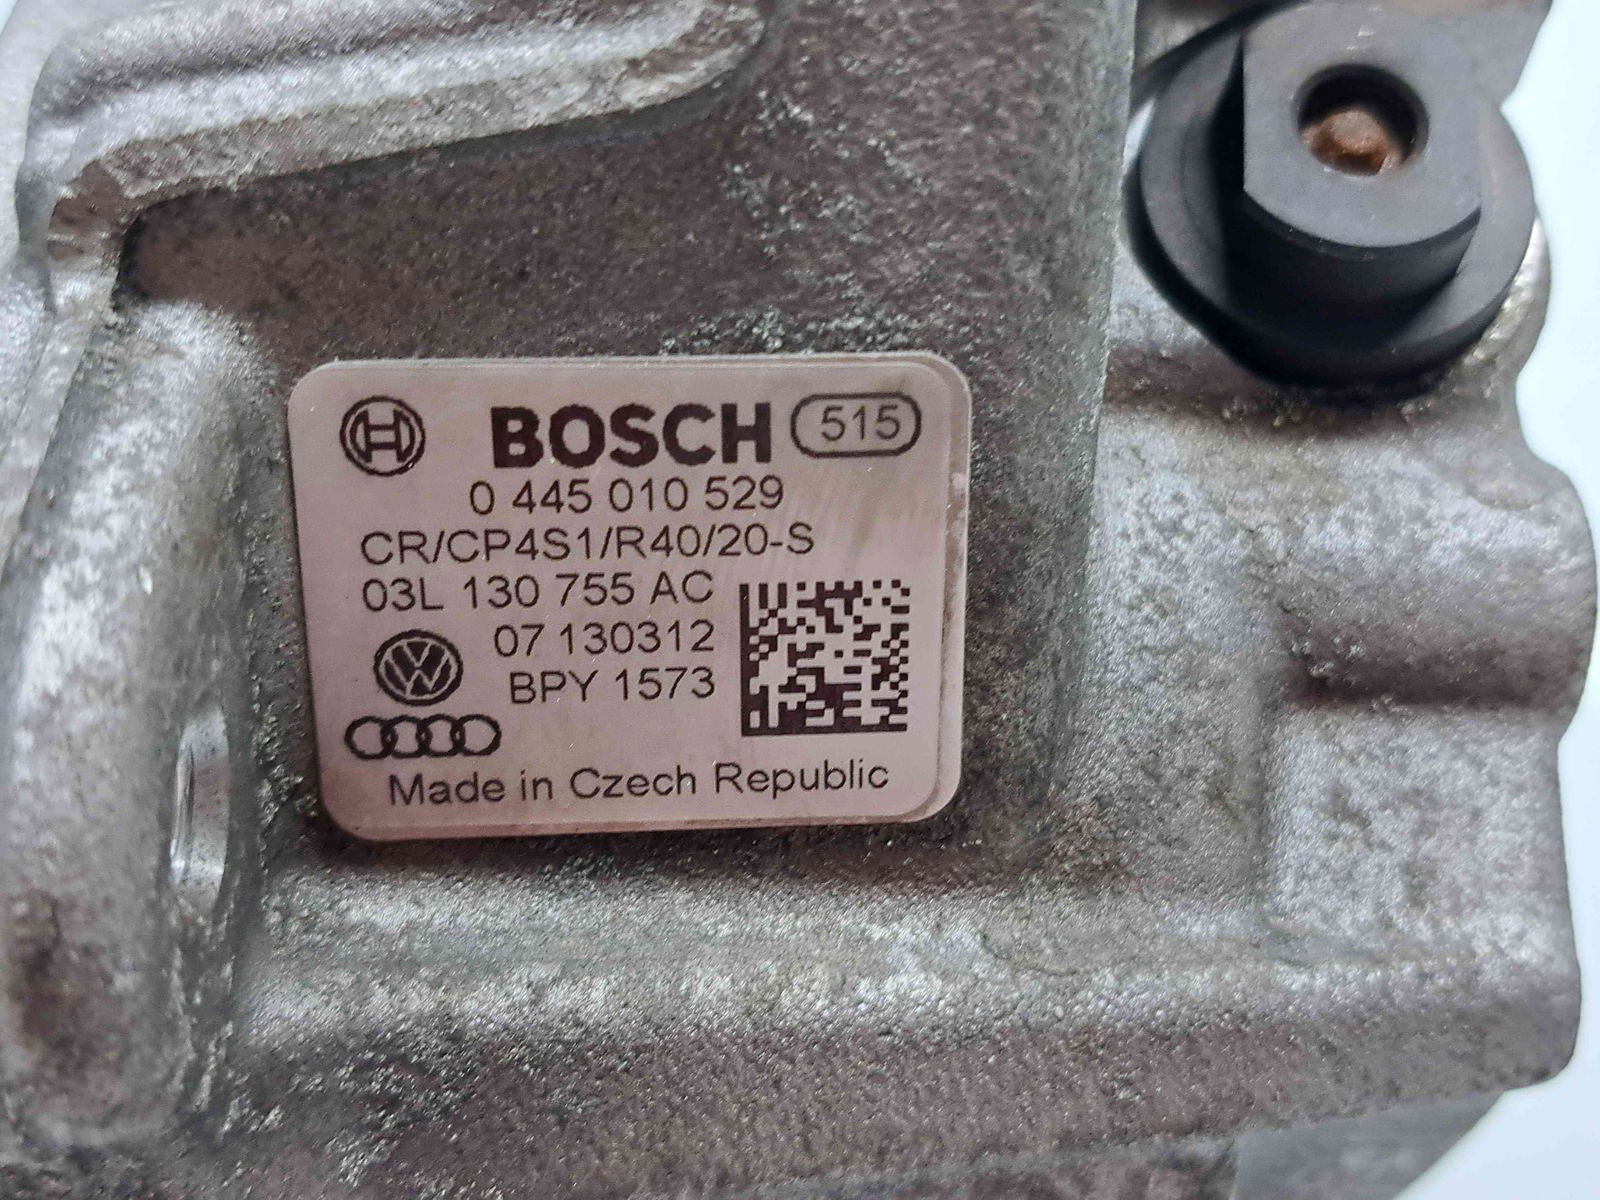 BOSCH 515
0 445 010 529
CR/CP4S1/R40/20-S
03L 130 755 AC
07 130312
BPY 1573
Made in Czech Republic